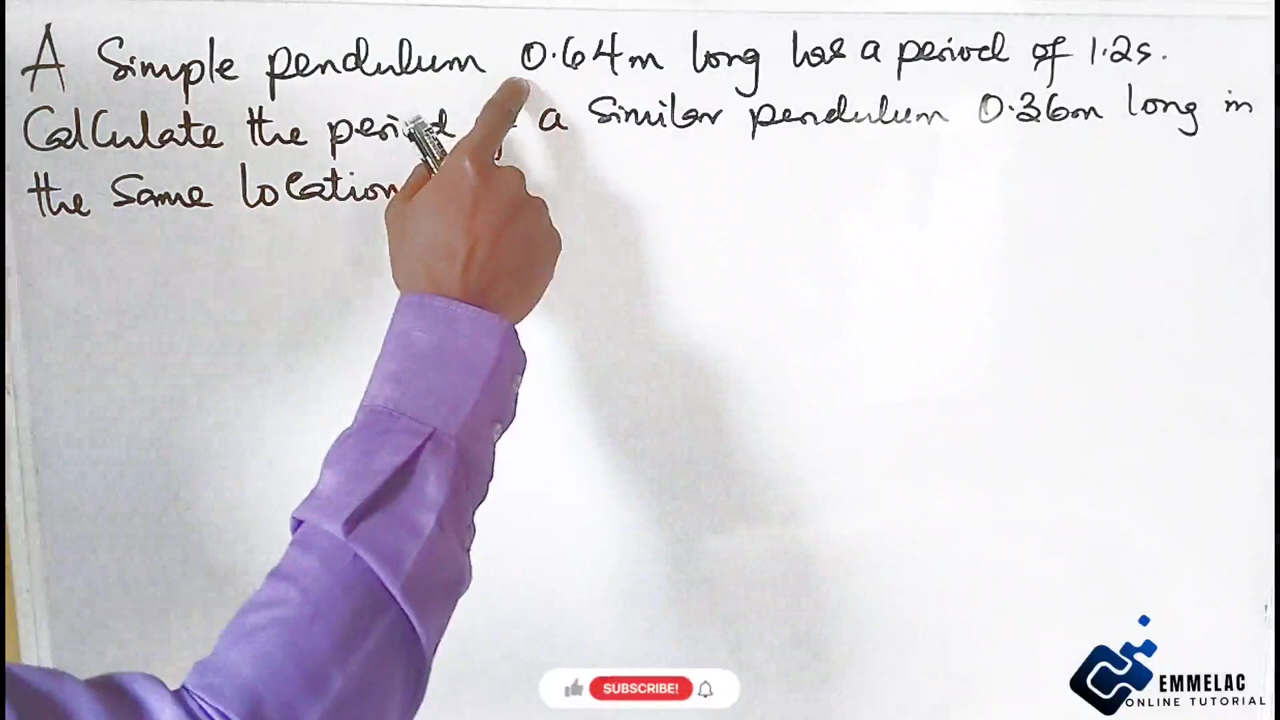 A Simple pendulum 0.64m long has a period of 1.2s.
Calculate the period a similar pendulum 0.36m long in
the same location
SUBSCRIBE!
EMMELAC
ONLINE TUTORIAL